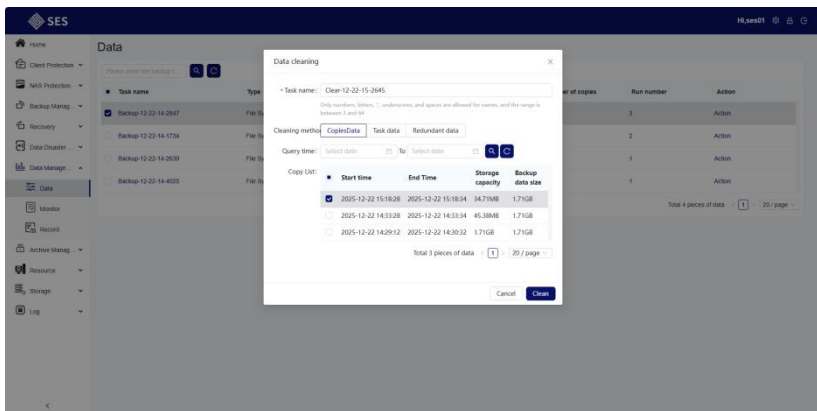 SES
Hi,ses01
Home
Client Protection
NAS Protection
Backup Manag...
Recovery
Data Disaster ...
Data Manage...
Data
Monitor
Record
Archive Manag...
Resource
Storage
Log
Data
Please enter the backup t...
Task name
Type
er of copies
Run number
Action
Backup-12-22-14-2847
File Sy
3
Action
Backup-12-22-14-1734
File Sy
2
Action
Backup-12-22-14-2639
File Sy
1
Action
Backup-12-22-14-4025
File Sy
1
Action
Total 4 pieces of data
1
20 / page
Data cleaning
* Task name: Clear-12-22-15-2645
Only numbers, letters, '-', underscores, and spaces are allowed for names, and the range is
between 3 and 64
Cleaning method CopiesData Task data Redundant data
Query time: Select date To Select date
Copy List:
Start time End Time Storage capacity Backup data size
2025-12-22 15:18:28 2025-12-22 15:18:34 34.71MB 1.71GB
2025-12-22 14:33:28 2025-12-22 14:33:34 45.38MB 1.71GB
2025-12-22 14:29:12 2025-12-22 14:30:32 1.71GB 1.71GB
Total 3 pieces of data 1 20 / page
Cancel Clean